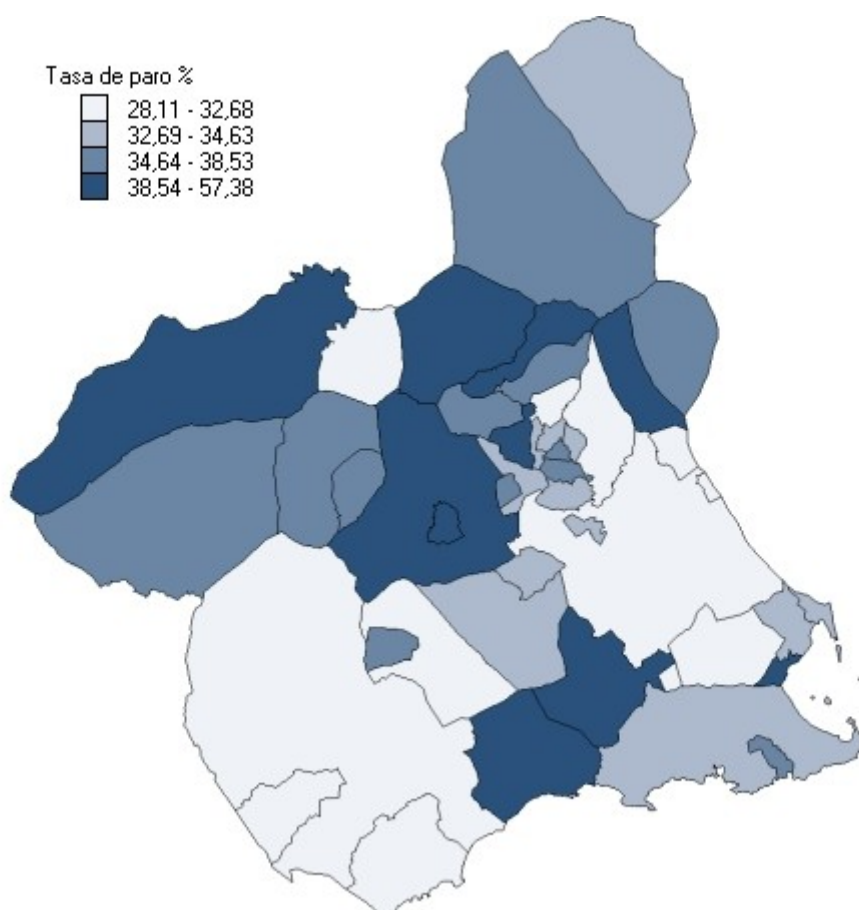 Tasa de paro %
28,11 - 32,68
32,69 - 34,63
34,64 - 38,53
38,54 - 57,38